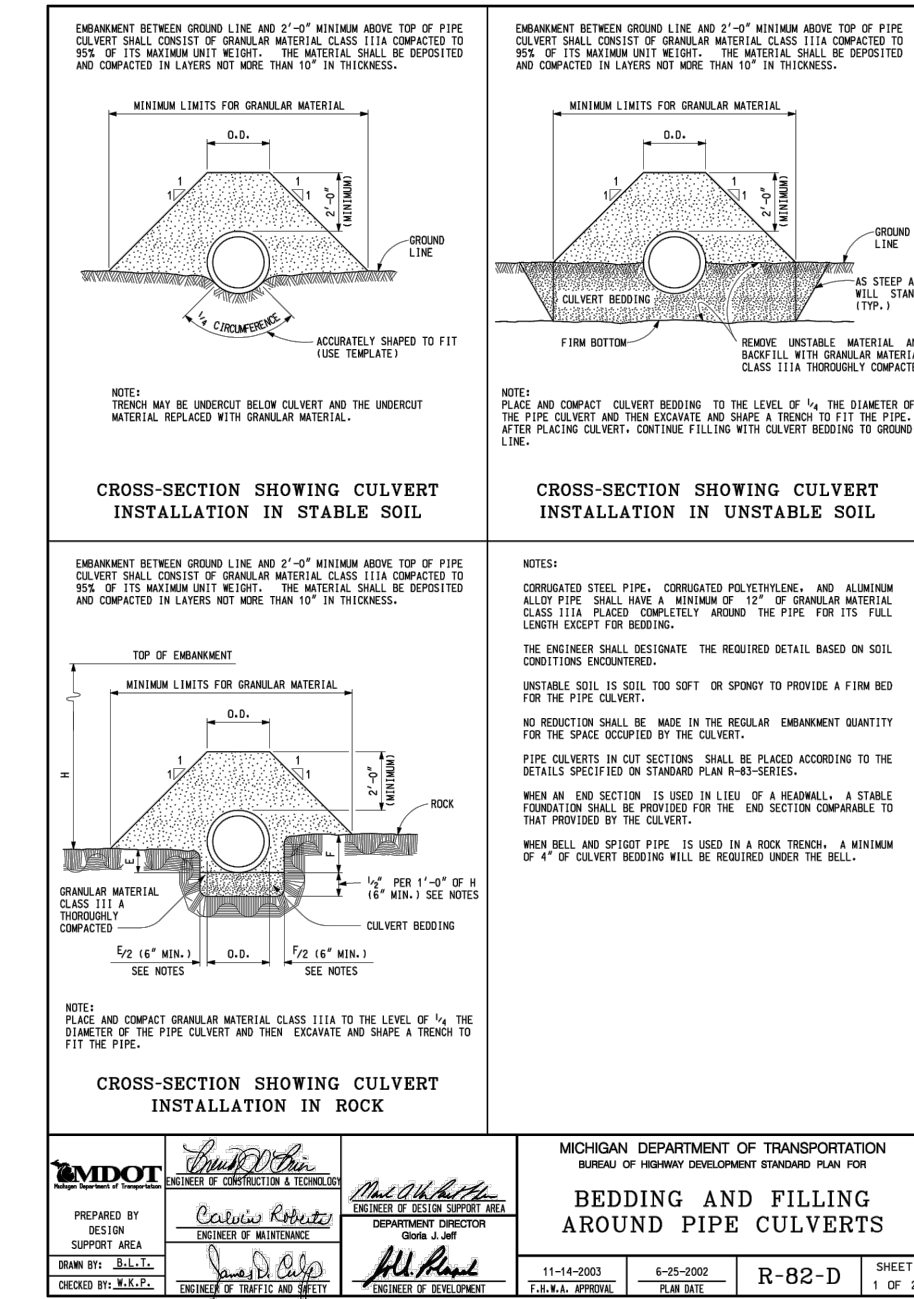 EMBANKMENT BETWEEN GROUND LINE AND 2'-0" MINIMUM ABOVE TOP OF PIPE
CULVERT SHALL CONSIST OF GRANULAR MATERIAL CLASS IIIA COMPACTED TO
95% OF ITS MAXIMUM UNIT WEIGHT. THE MATERIAL SHALL BE DEPOSITED
AND COMPACTED IN LAYERS NOT MORE THAN 10" IN THICKNESS.
MINIMUM LIMITS FOR GRANULAR MATERIAL
O.D.
1
1
1
1
2'-0"
(MINIMUM)
GROUND
LINE
1/4 CIRCUMFERENCE
ACCURATELY SHAPED TO FIT
(USE TEMPLATE)
NOTE:
TRENCH MAY BE UNDERCUT BELOW CULVERT AND THE UNDERCUT
MATERIAL REPLACED WITH GRANULAR MATERIAL.
CROSS-SECTION SHOWING CULVERT
INSTALLATION IN STABLE SOIL
EMBANKMENT BETWEEN GROUND LINE AND 2'-0" MINIMUM ABOVE TOP OF PIPE
CULVERT SHALL CONSIST OF GRANULAR MATERIAL CLASS IIIA COMPACTED TO
95% OF ITS MAXIMUM UNIT WEIGHT. THE MATERIAL SHALL BE DEPOSITED
AND COMPACTED IN LAYERS NOT MORE THAN 10" IN THICKNESS.
MINIMUM LIMITS FOR GRANULAR MATERIAL
O.D.
1
1
1
1
2'-0"
(MINIMUM)
GROUND
LINE
CULVERT BEDDING
AS STEEP A
WILL STAN
(TYP.)
FIRM BOTTOM
REMOVE UNSTABLE MATERIAL AN
BACKFILL WITH GRANULAR MATERIA
CLASS IIIA THOROUGHLY COMPACTE
NOTE:
PLACE AND COMPACT CULVERT BEDDING TO THE LEVEL OF 1/4 THE DIAMETER OF
THE PIPE CULVERT AND THEN EXCAVATE AND SHAPE A TRENCH TO FIT THE PIPE.
AFTER PLACING CULVERT, CONTINUE FILLING WITH CULVERT BEDDING TO GROUND
LINE.
CROSS-SECTION SHOWING CULVERT
INSTALLATION IN UNSTABLE SOIL
EMBANKMENT BETWEEN GROUND LINE AND 2'-0" MINIMUM ABOVE TOP OF PIPE
CULVERT SHALL CONSIST OF GRANULAR MATERIAL CLASS IIIA COMPACTED TO
95% OF ITS MAXIMUM UNIT WEIGHT. THE MATERIAL SHALL BE DEPOSITED
AND COMPACTED IN LAYERS NOT MORE THAN 10" IN THICKNESS.
TOP OF EMBANKMENT
MINIMUM LIMITS FOR GRANULAR MATERIAL
O.D.
1
1
1
1
H
2'-0"
(MINIMUM)
ROCK
E
F
GRANULAR MATERIAL
CLASS III A
THOROUGHLY
COMPACTED
1/2" PER 1'-0" OF H
(6" MIN.) SEE NOTES
CULVERT BEDDING
E/2 (6" MIN.)
SEE NOTES
O.D.
F/2 (6" MIN.)
SEE NOTES
NOTE:
PLACE AND COMPACT GRANULAR MATERIAL CLASS IIIA TO THE LEVEL OF 1/4 THE
DIAMETER OF THE PIPE CULVERT AND THEN EXCAVATE AND SHAPE A TRENCH TO
FIT THE PIPE.
CROSS-SECTION SHOWING CULVERT
INSTALLATION IN ROCK
NOTES:
CORRUGATED STEEL PIPE, CORRUGATED POLYETHYLENE, AND ALUMINUM
ALLOY PIPE SHALL HAVE A MINIMUM OF 12" OF GRANULAR MATERIAL
CLASS IIIA PLACED COMPLETELY AROUND THE PIPE FOR ITS FULL
LENGTH EXCEPT FOR BEDDING.
THE ENGINEER SHALL DESIGNATE THE REQUIRED DETAIL BASED ON SOIL
CONDITIONS ENCOUNTERED.
UNSTABLE SOIL IS SOIL TOO SOFT OR SPONGY TO PROVIDE A FIRM BED
FOR THE PIPE CULVERT.
NO REDUCTION SHALL BE MADE IN THE REGULAR EMBANKMENT QUANTITY
FOR THE SPACE OCCUPIED BY THE CULVERT.
PIPE CULVERTS IN CUT SECTIONS SHALL BE PLACED ACCORDING TO THE
DETAILS SPECIFIED ON STANDARD PLAN R-83-SERIES.
WHEN AN END SECTION IS USED IN LIEU OF A HEADWALL, A STABLE
FOUNDATION SHALL BE PROVIDED FOR THE END SECTION COMPARABLE TO
THAT PROVIDED BY THE CULVERT.
WHEN BELL AND SPIGOT PIPE IS USED IN A ROCK TRENCH, A MINIMUM
OF 4" OF CULVERT BEDDING WILL BE REQUIRED UNDER THE BELL.
MDOT
Michigan Department of Transportation
PREPARED BY
DESIGN
SUPPORT AREA
DRAWN BY: B.L.T.
CHECKED BY: W.K.P.
ENGINEER OF CONSTRUCTION & TECHNOLOGY
Calvin Roberts
ENGINEER OF MAINTENANCE
James D. Culp
ENGINEER OF TRAFFIC AND SAFETY
ENGINEER OF DESIGN SUPPORT AREA
DEPARTMENT DIRECTOR
Gloria J. Jeff
ENGINEER OF DEVELOPMENT
MICHIGAN DEPARTMENT OF TRANSPORTATION
BUREAU OF HIGHWAY DEVELOPMENT STANDARD PLAN FOR
BEDDING AND FILLING
AROUND PIPE CULVERTS
11-14-2003
F.H.W.A. APPROVAL
6-25-2002
PLAN DATE
R-82-D
SHEET
1 OF 2